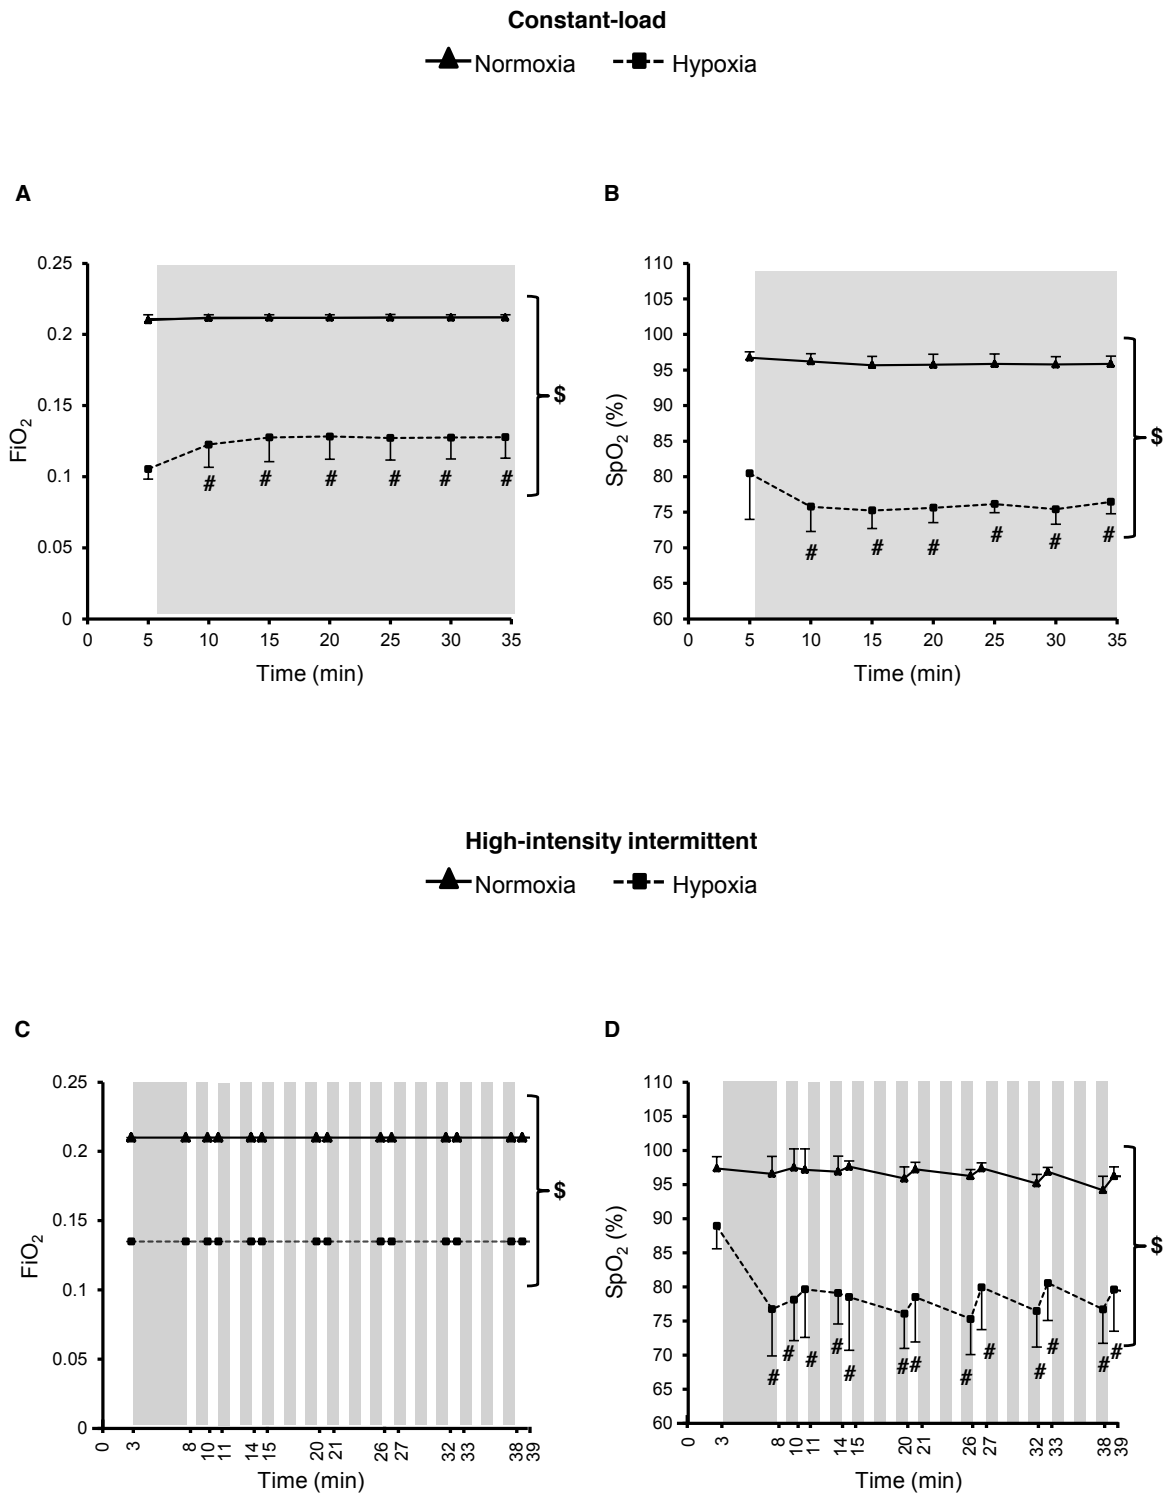 Constant-load
Normoxia Hypoxia
A B
0.25
0.2
0.15
0.1
0.05
0
FiO2
$
# # # # # #
0 5 10 15 20 25 30 35
Time (min)
110
105
100
95
90
85
80
75
70
65
60
SpO2 (%)
$
# # # # # #
0 5 10 15 20 25 30 35
Time (min)
High-intensity intermittent
Normoxia Hypoxia
C D
0.25
0.2
0.15
0.1
0.05
0
FiO2
$
0 3 8 10 11 14 15 20 21 26 27 32 33 38 39
Time (min)
110
105
100
95
90
85
80
75
70
65
60
SpO2 (%)
$
# # # # # # # # # # # # #
0 3 8 10 11 14 15 20 21 26 27 32 33 38 39
Time (min)